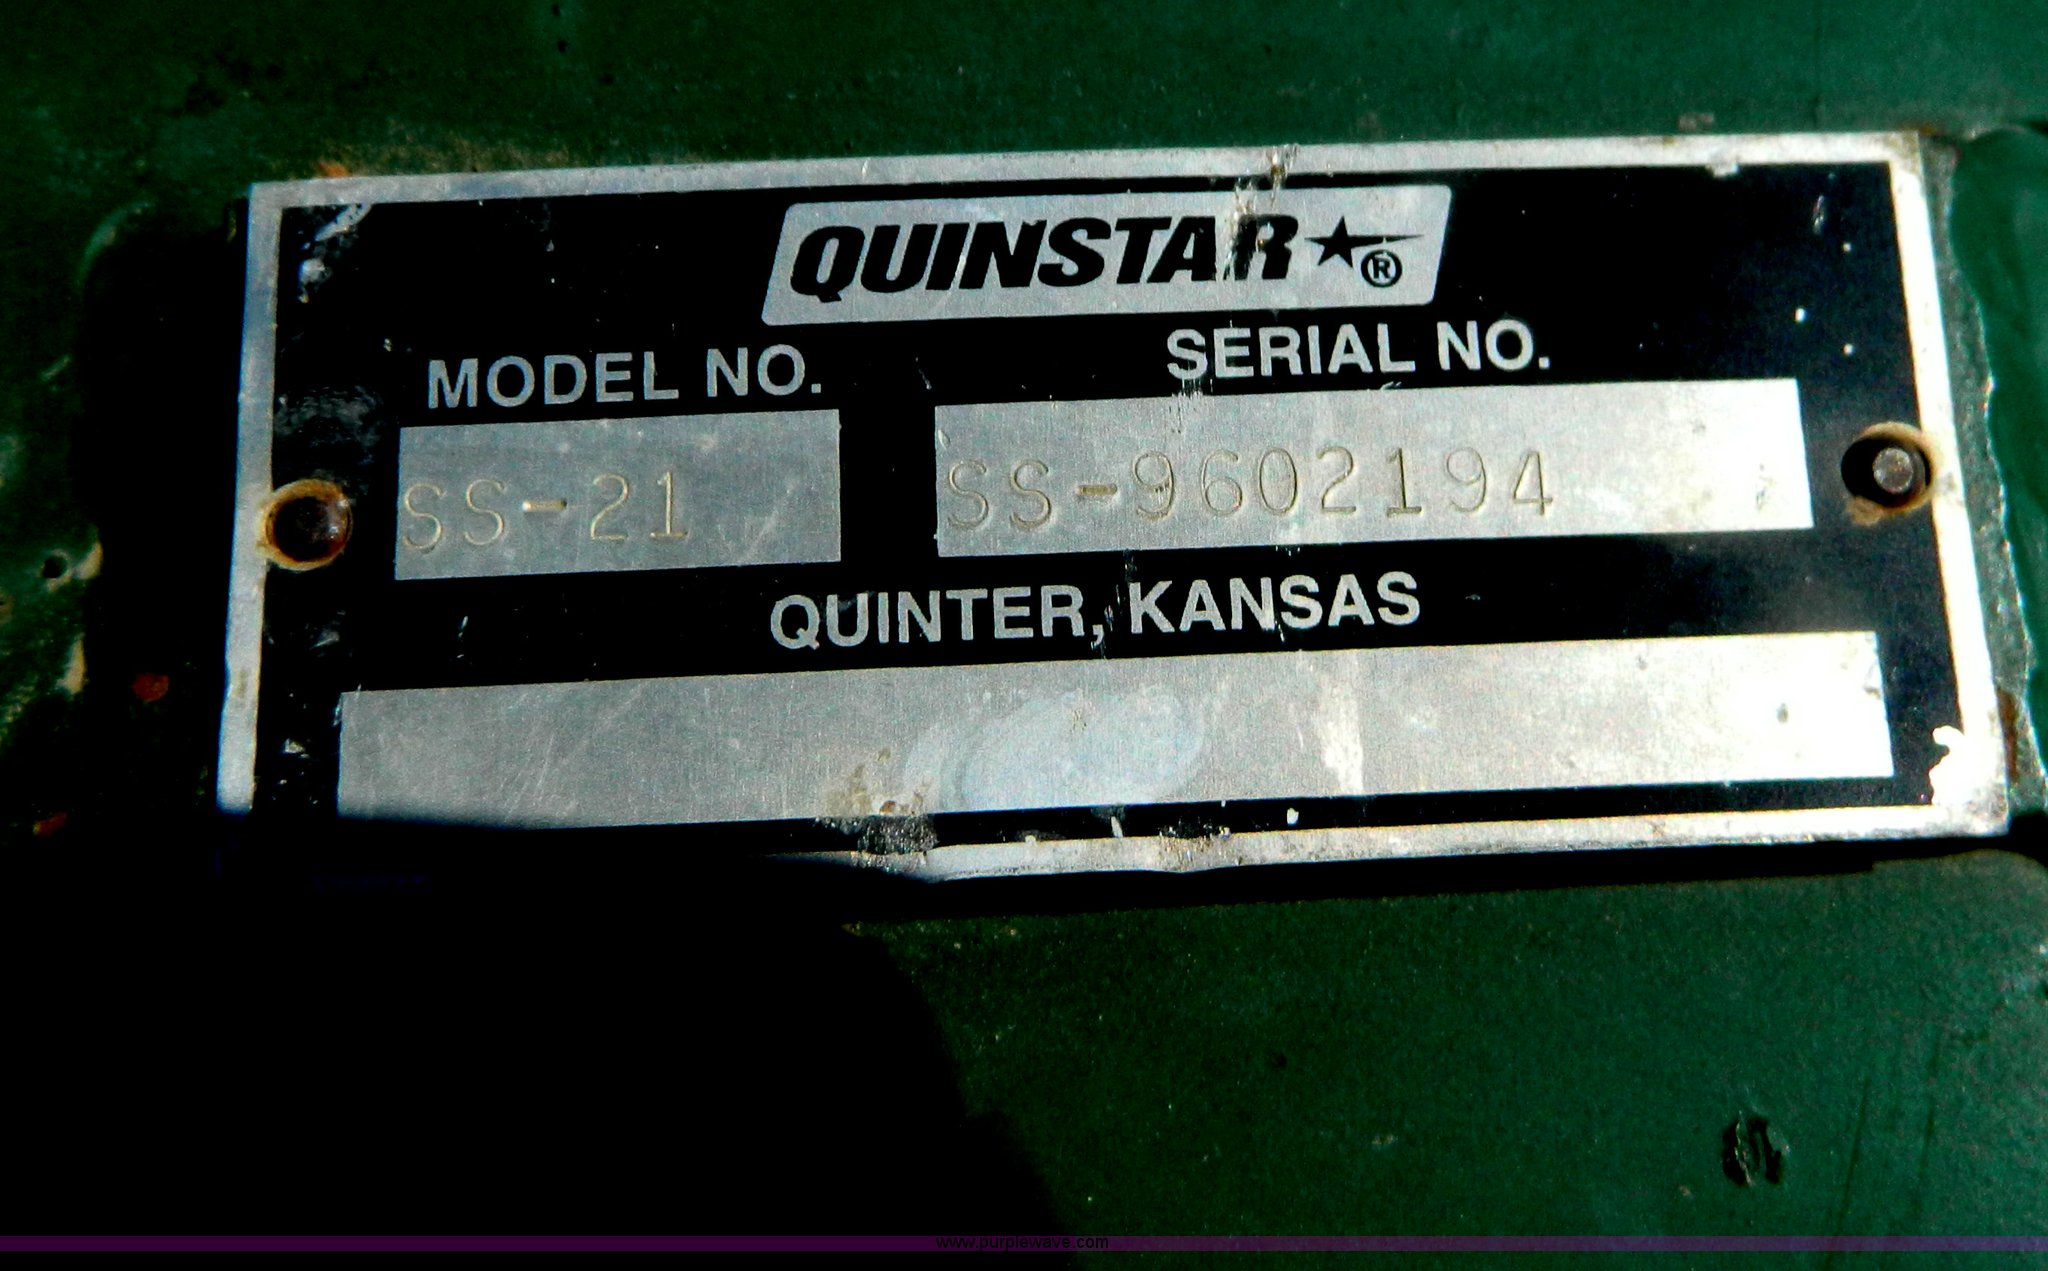 QUINSTAR ®
MODEL NO. SERIAL NO.
SS-21 SS-9602194
QUINTER, KANSAS
www.purplewave.com